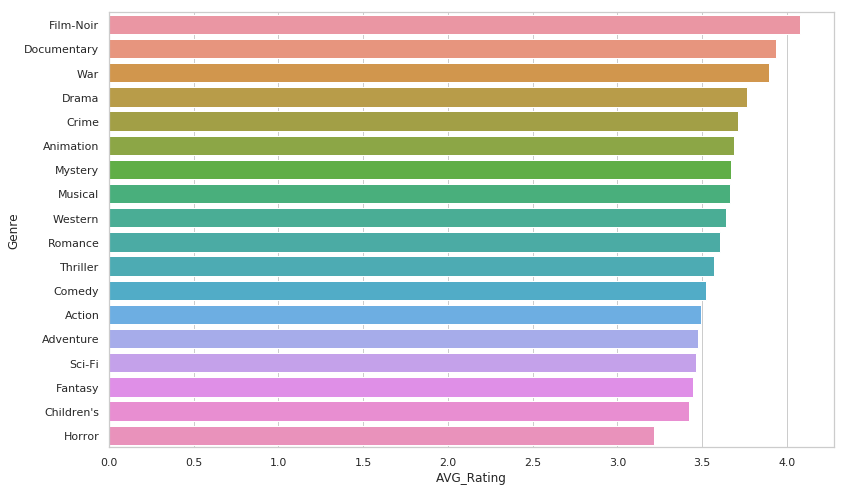 Film-Noir
Documentary
War
Drama
Crime
Animation
Mystery
Musical
Western
Romance
Thriller
Comedy
Action
Adventure
Sci-Fi
Fantasy
Children's
Horror
Genre
0.0 0.5 1.0 1.5 2.0 2.5 3.0 3.5 4.0
AVG_Rating